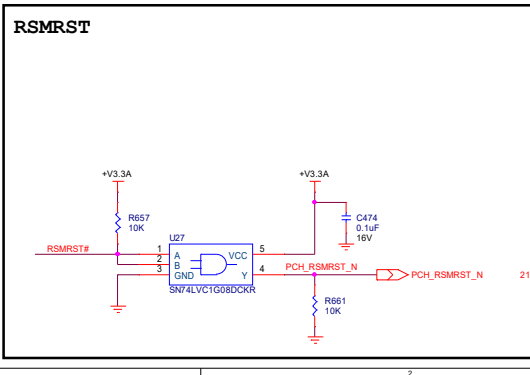 RSMRST
+V3.3A
+V3.3A
R657
10K
C474
0.1uF
16V
U27
RSMRST#
1
A
VCC
5
2
B
3
GND
Y
4
PCH_RSMRST_N
PCH_RSMRST_N
21
SN74LVC1G08DCKR
R661
10K
2